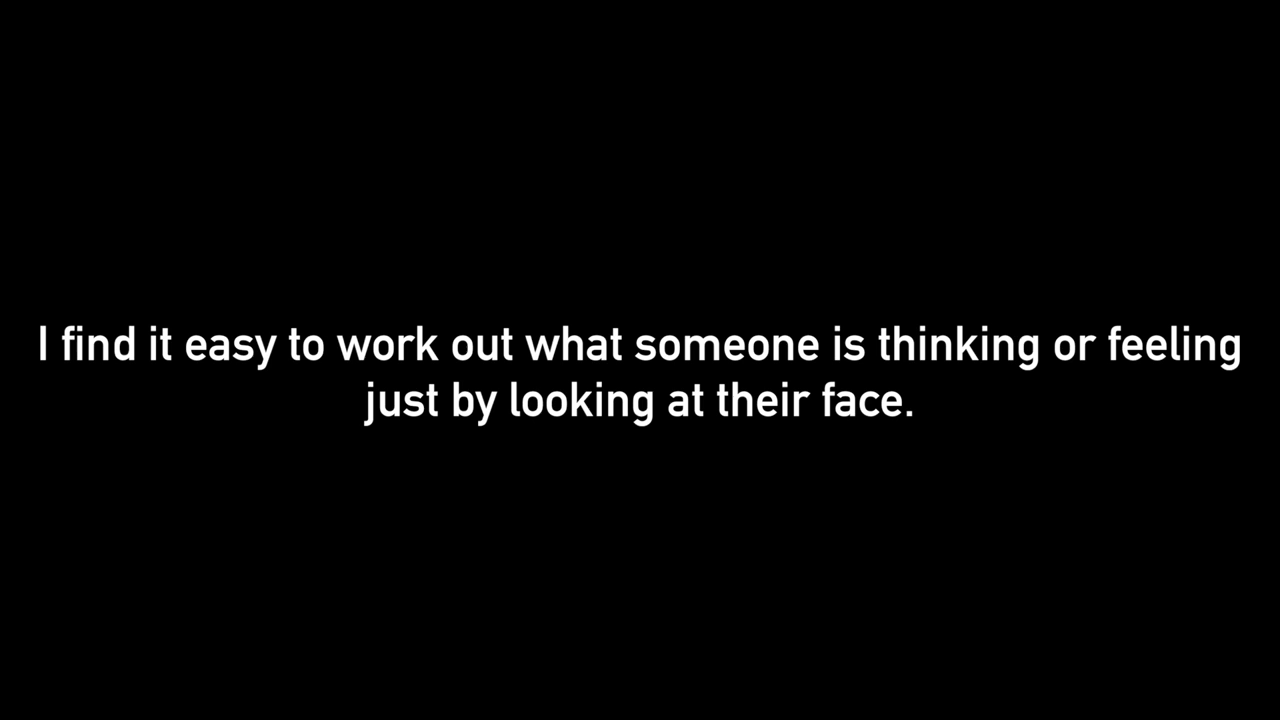 I find it easy to work out what someone is thinking or feeling
just by looking at their face.